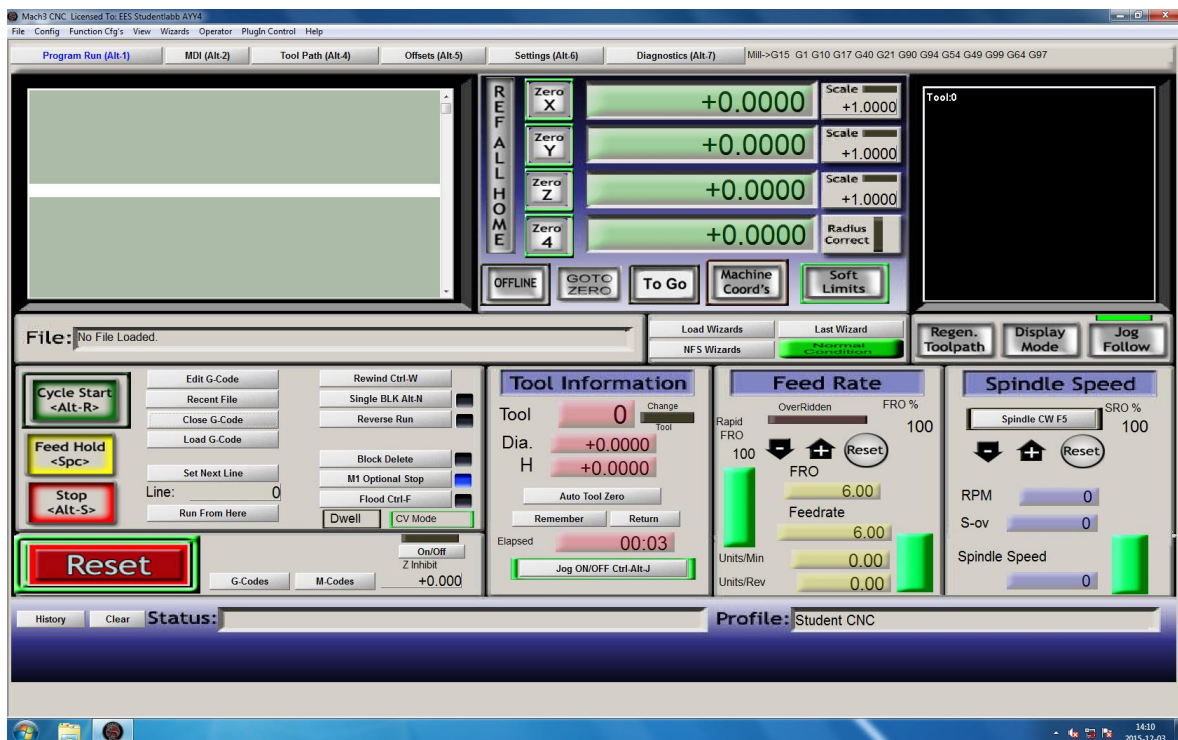 Mach3 CNC Licensed To: EES Studentlabb AYY4
File Config Function Cfg's View Wizards Operator PlugIn Control Help
Program Run (Alt-1) MDI (Alt-2) Tool Path (Alt-4) Offsets (Alt-5) Settings (Alt-6) Diagnostics (Alt-7) Mill->G15 G1 G10 G17 G40 G21 G90 G94 G54 G49 G99 G64 G97
REF ALL HOME
Zero X +0.0000 Scale +1.0000
Zero Y +0.0000 Scale +1.0000
Zero Z +0.0000 Scale +1.0000
Zero 4 +0.0000 Radius Correct
OFFLINE GOTO ZERO To Go Machine Coord's Soft Limits
Tool:0
File: No File Loaded.
Load Wizards Last Wizard
NFS Wizards Normal Condition
Regen. Toolpath Display Mode Jog Follow
Cycle Start <Alt-R>
Feed Hold <Spc>
Stop <Alt-S>
Edit G-Code
Recent File
Close G-Code
Load G-Code
Set Next Line
Line: 0
Run From Here
Rewind Ctrl-W
Single BLK Alt-N
Reverse Run
Block Delete
M1 Optional Stop
Flood Ctrl-F
Dwell CV Mode
Reset
G-Codes M-Codes
On/Off
Z Inhibit
+0.000
Tool Information
Tool 0 Change Tool
Dia. +0.0000
H +0.0000
Auto Tool Zero
Remember Return
Elapsed 00:03
Jog ON/OFF Ctrl-Alt-J
Feed Rate
OverRidden FRO %
100
Rapid FRO
100
Reset
FRO
6.00
Feedrate
6.00
Units/Min 0.00
Units/Rev 0.00
Spindle Speed
Spindle CW F5 SRO %
100
Reset
RPM 0
S-ov 0
Spindle Speed
0
History Clear Status:
Profile: Student CNC
14:10
2015-12-03